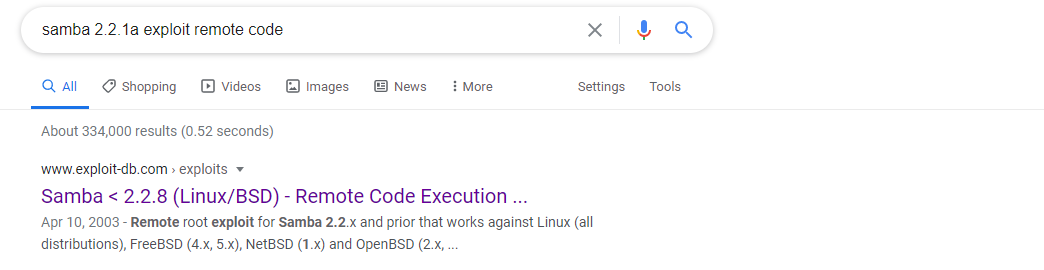 samba 2.2.1a exploit remote code
All Shopping Videos Images News More Settings Tools
About 334,000 results (0.52 seconds)
www.exploit-db.com › exploits
Samba < 2.2.8 (Linux/BSD) - Remote Code Execution ...
Apr 10, 2003 - Remote root exploit for Samba 2.2.x and prior that works against Linux (all
distributions), FreeBSD (4.x, 5.x), NetBSD (1.x) and OpenBSD (2.x, ...